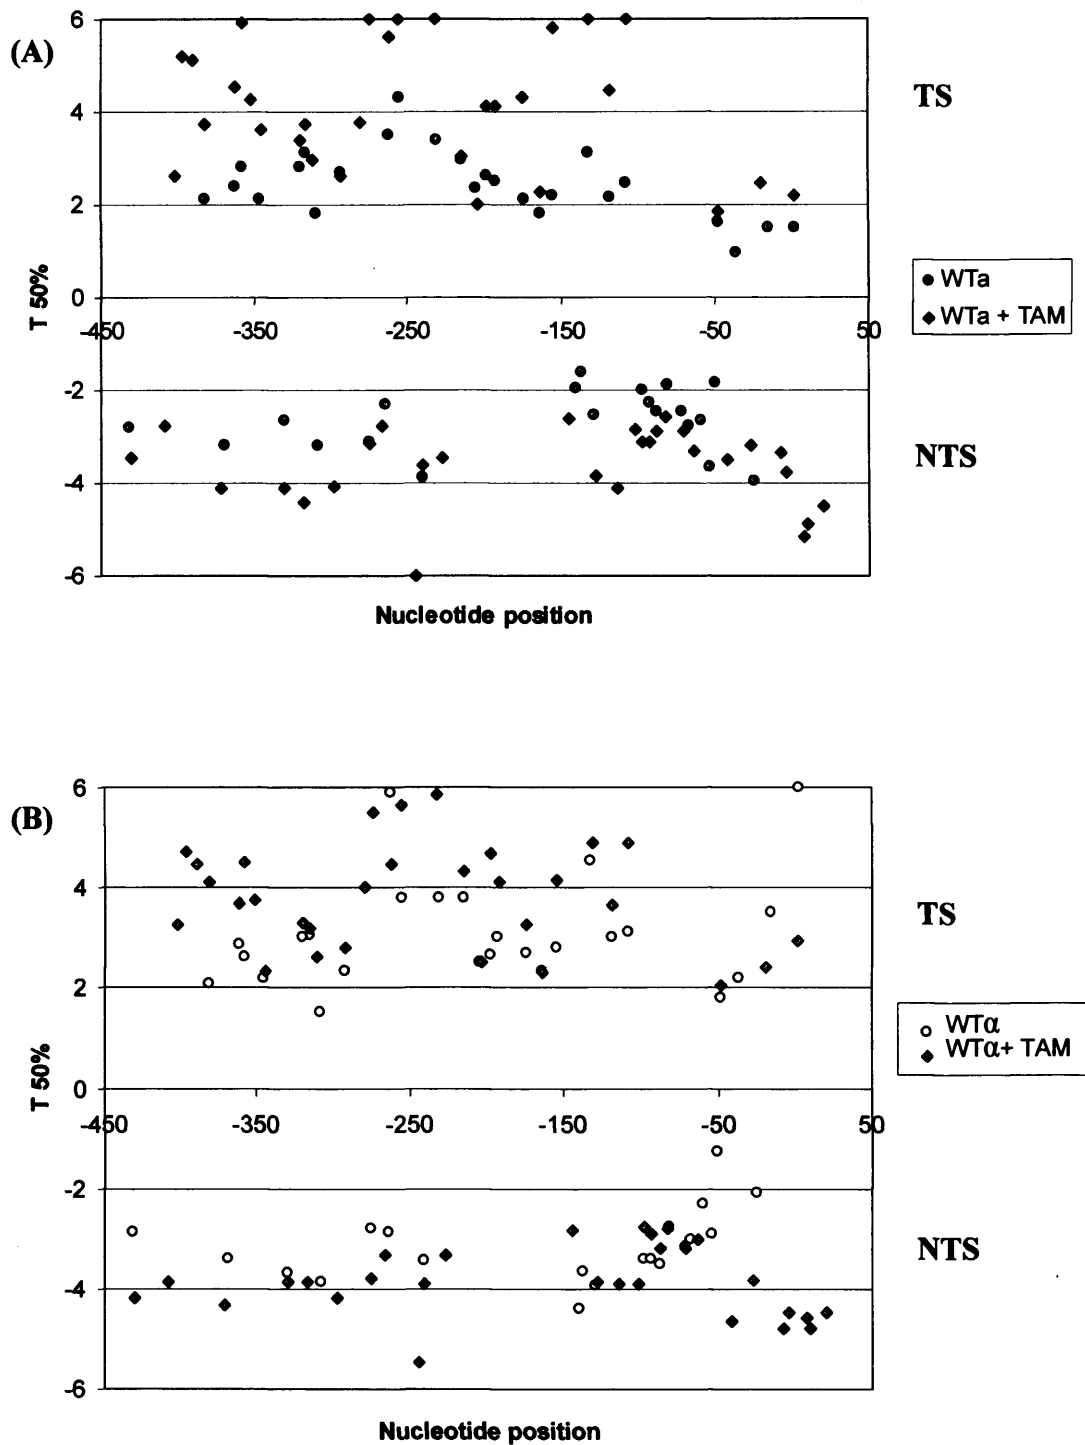 (A)
6
4
2
0
-2
-4
-6
T 50%
-450 -350 -250 -150 -50 50
Nucleotide position
TS
WTa
WTa + TAM
NTS
(B)
6
4
2
0
-2
-4
-6
T 50%
-450 -350 -250 -150 -50 50
Nucleotide position
TS
WTα
WTα+ TAM
NTS